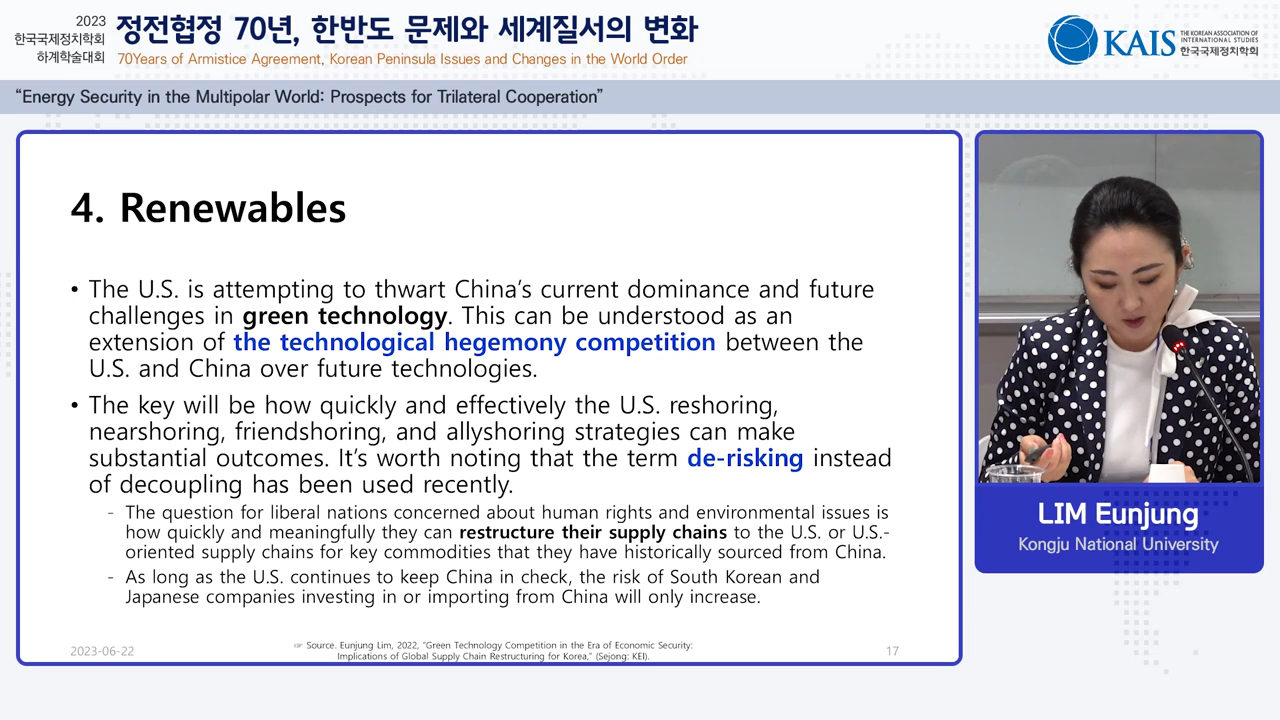 2023
한국국제정치학회
하계학술대회
정전협정 70년, 한반도 문제와 세계질서의 변화
70Years of Armistice Agreement, Korean Peninsula Issues and Changes in the World Order
KAIS
THE KOREAN ASSOCIATION OF
INTERNATIONAL STUDIES
한국국제정치학회
“Energy Security in the Multipolar World: Prospects for Trilateral Cooperation”
4. Renewables
• The U.S. is attempting to thwart China’s current dominance and future
challenges in green technology. This can be understood as an
extension of the technological hegemony competition between the
U.S. and China over future technologies.
• The key will be how quickly and effectively the U.S. reshoring,
nearshoring, friendshoring, and allyshoring strategies can make
substantial outcomes. It’s worth noting that the term de-risking instead
of decoupling has been used recently.
- The question for liberal nations concerned about human rights and environmental issues is
how quickly and meaningfully they can restructure their supply chains to the U.S. or U.S.-
oriented supply chains for key commodities that they have historically sourced from China.
- As long as the U.S. continues to keep China in check, the risk of South Korean and
Japanese companies investing in or importing from China will only increase.
2023-06-22
☞ Source. Eunjung Lim, 2022, “Green Technology Competition in the Era of Economic Security:
Implications of Global Supply Chain Restructuring for Korea,” (Sejong: KEI).
17
LIM Eunjung
Kongju National University